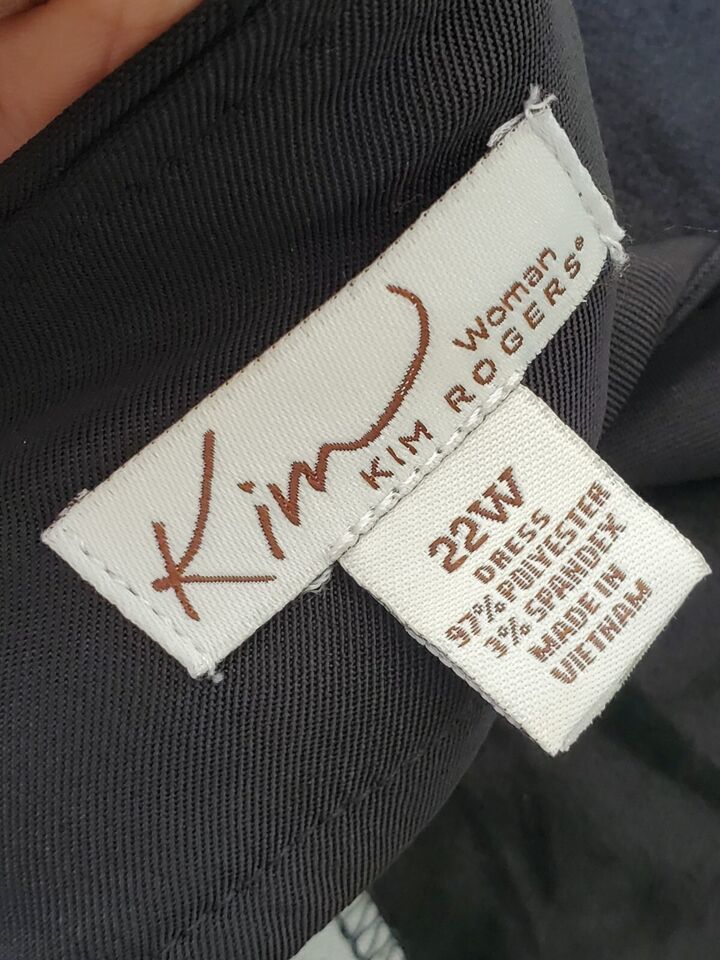 Kim
Woman
KIM ROGERS®
22W
DRESS
97% POLYESTER
3% SPANDEX
MADE IN
VIETNAM